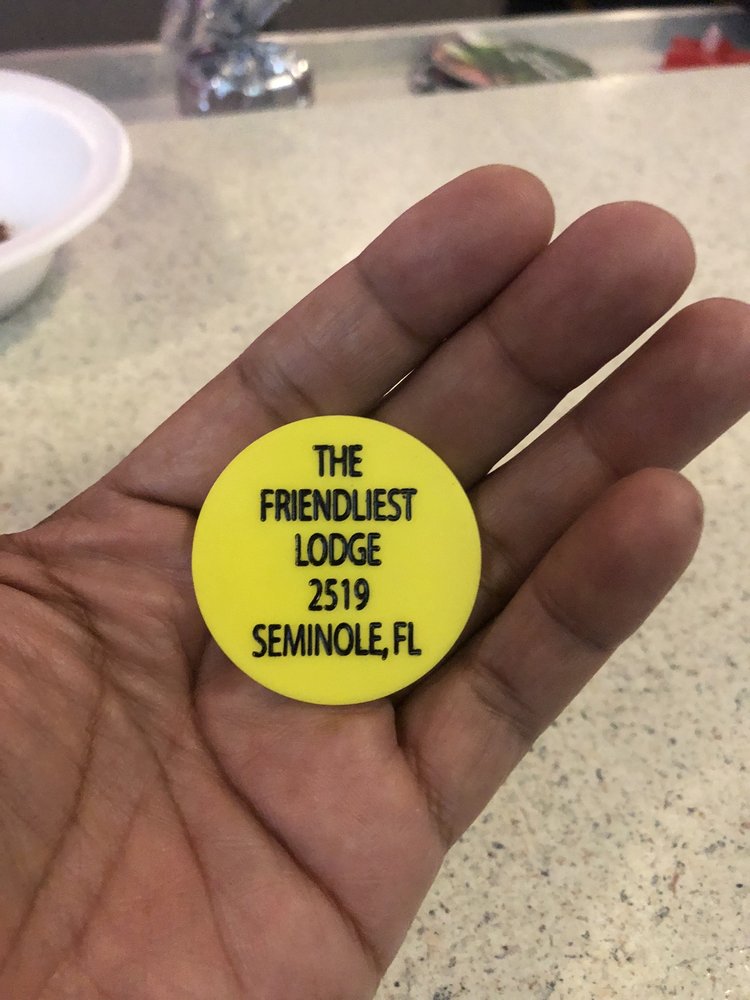 THE
FRIENDLIEST
LODGE
2519
SEMINOLE, FL